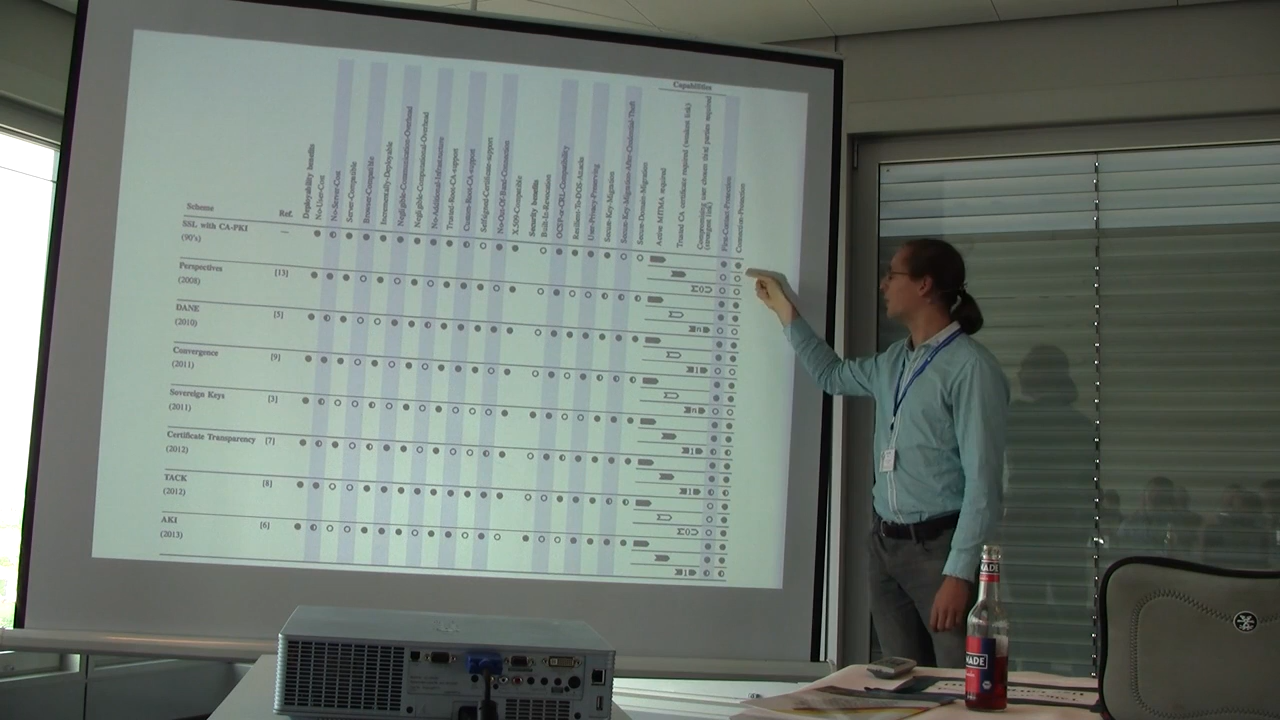 Capabilities
Deployability benefits
No-User-Cost
No-Server-Cost
Server-Compatible
Browser-Compatible
Incrementally-Deployable
Negligible-Communication-Overhead
Negligible-Computational-Overhead
No-Additional-Infrastructure
Trusted-Root-CA-support
Custom-Root-CA-support
SelfSigned-Certificate-support
No-Out-Of-Band-Connection
X.509-Compatible
Security benefits
Built-In-Revocation
OCSP-or-CRL-Compatibility
Resilient-To-DOS-Attacks
User-Privacy-Preserving
Secure-Key-Migration
Secure-Key-Migration-After-Credential-Theft
Secure-Domain-Migration
Active MITMA required
Trusted CA certificate required (weakest link)
Compromising user chosen third parties required
(strongest link)
First-Contact-Protection
Connection-Protection
Scheme Ref.
SSL with CA-PKI —
(90's)
Perspectives [13]
(2008)
DANE [5]
(2010)
Convergence [9]
(2011)
Sovereign Keys [3]
(2011)
Certificate Transparency [7]
(2012)
TACK [8]
(2012)
AKI [6]
(2013)